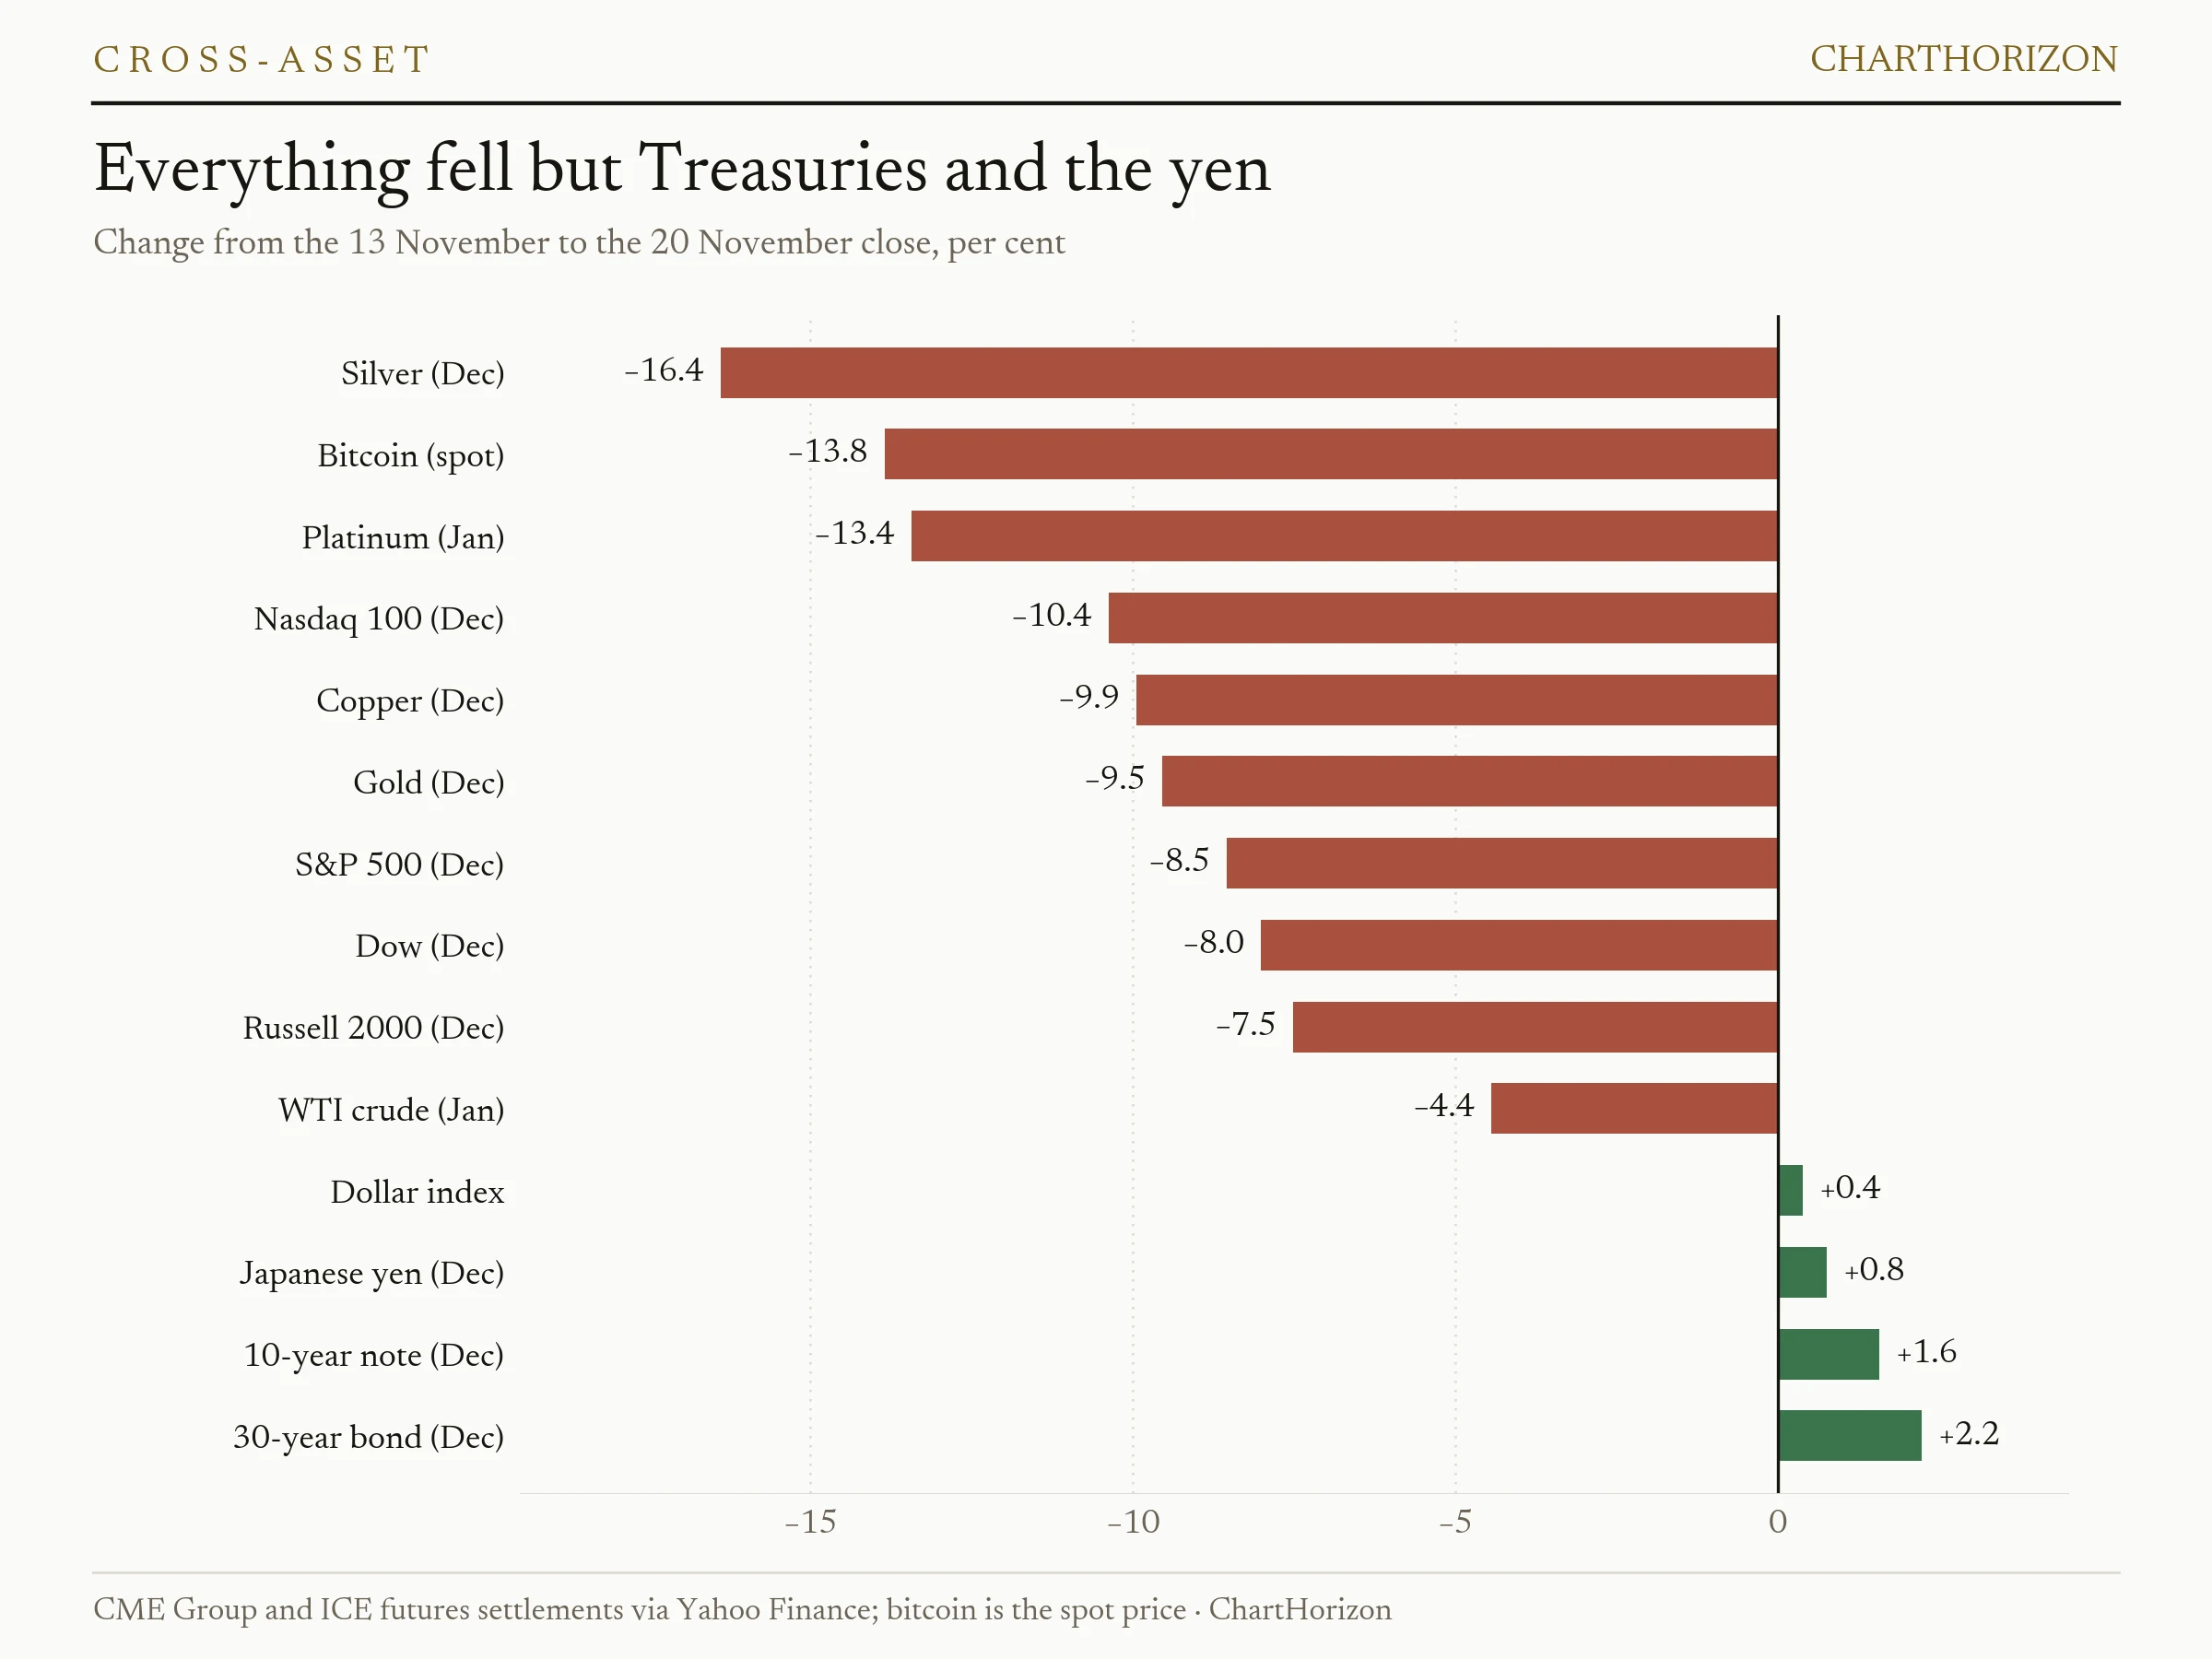 CROSS-ASSET
CHARTHORIZON
Everything fell but Treasuries and the yen
Change from the 13 November to the 20 November close, per cent
Silver (Dec) –16.4
Bitcoin (spot) –13.8
Platinum (Jan) –13.4
Nasdaq 100 (Dec) –10.4
Copper (Dec) –9.9
Gold (Dec) –9.5
S&P 500 (Dec) –8.5
Dow (Dec) –8.0
Russell 2000 (Dec) –7.5
WTI crude (Jan) –4.4
Dollar index +0.4
Japanese yen (Dec) +0.8
10-year note (Dec) +1.6
30-year bond (Dec) +2.2
–15 –10 –5 0
CME Group and ICE futures settlements via Yahoo Finance; bitcoin is the spot price · ChartHorizon